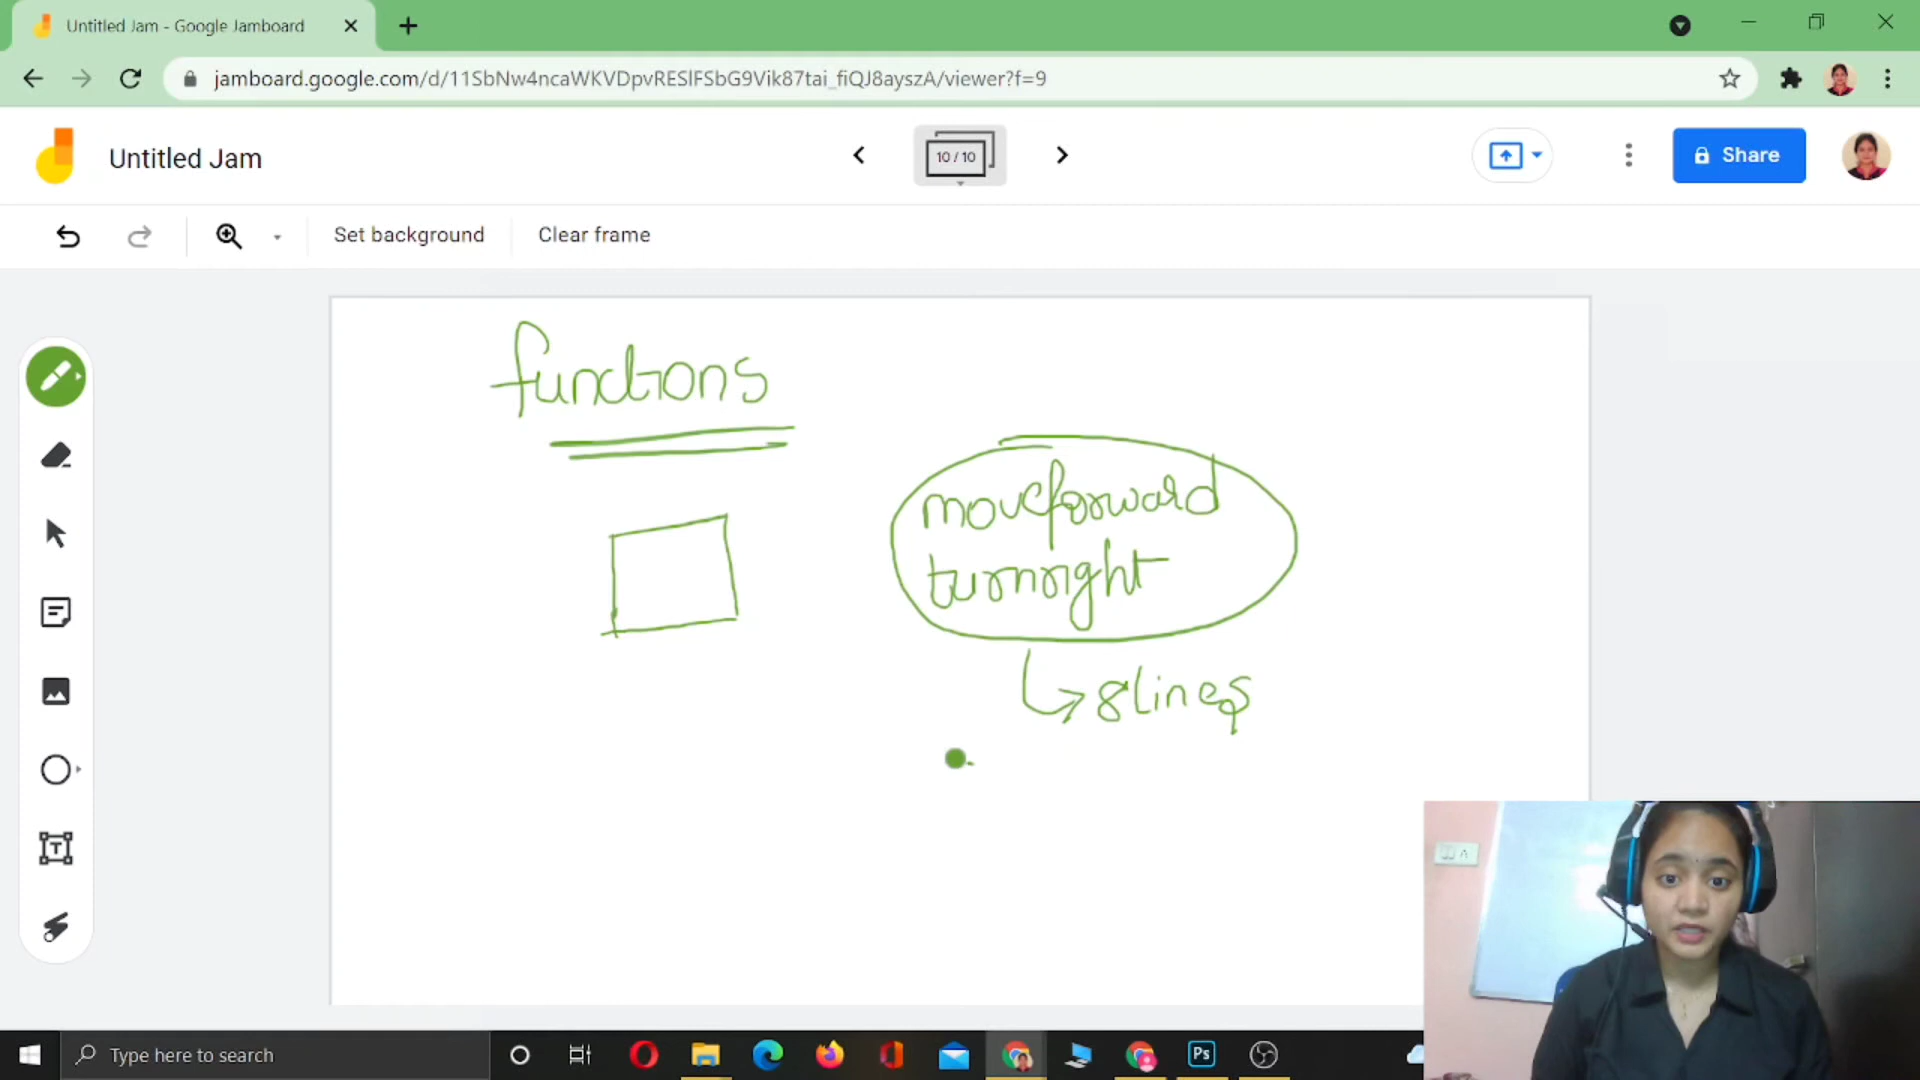 Untitled Jam - Google Jamboard
jamboard.google.com/d/11SbNw4ncaWKVDpvRESlFSbG9Vik87tai_fiQJ8ayszA/viewer?f=9
Untitled Jam
10 / 10
Share
Set background
Clear frame
functions
moveforward
turnright
8lines
T
Type here to search
Ps